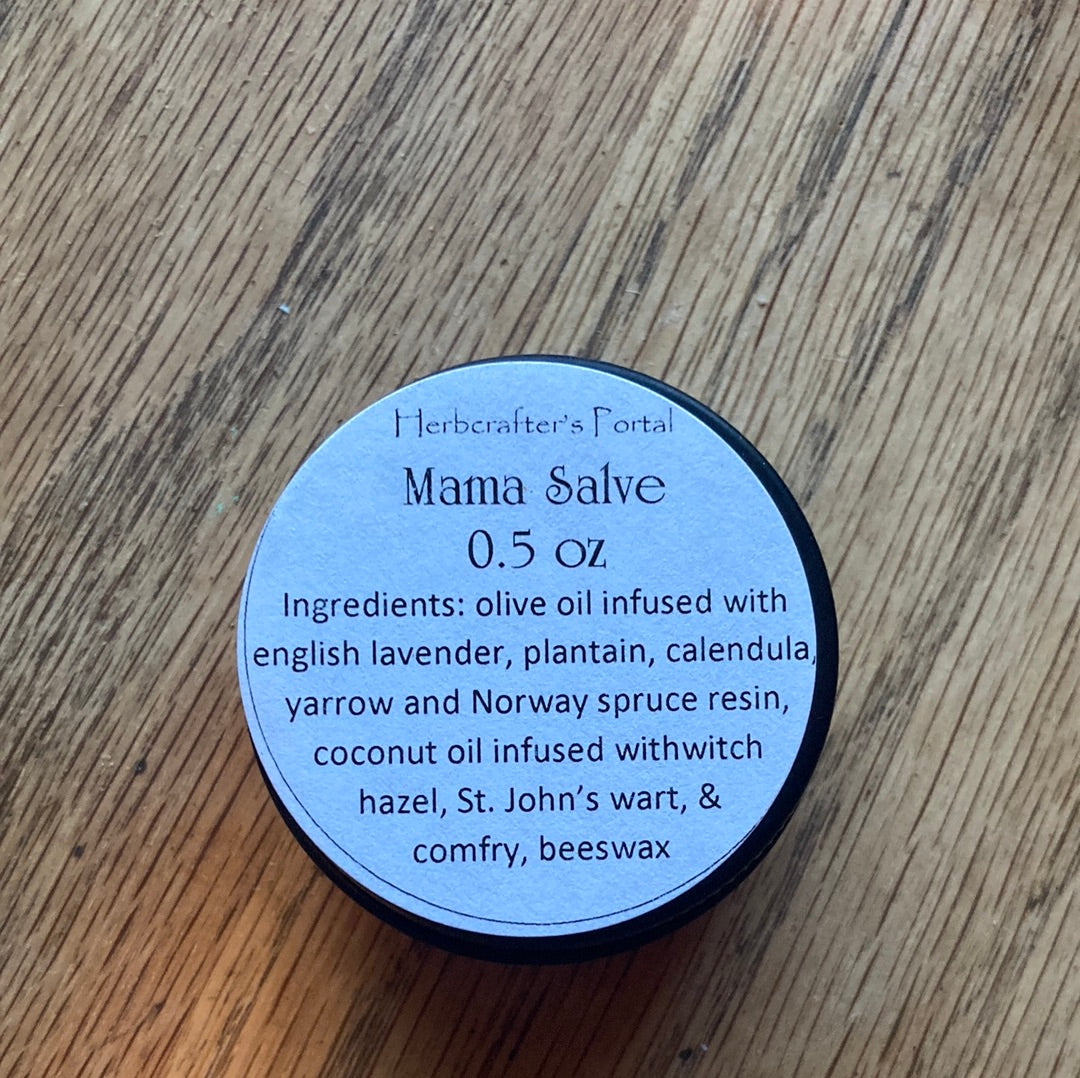 Herbcrafter's Portal
Mama Salve
0.5 oz
Ingredients: olive oil infused with
english lavender, plantain, calendula,
yarrow and Norway spruce resin,
coconut oil infused withwitch
hazel, St. John’s wart, &
comfry, beeswax